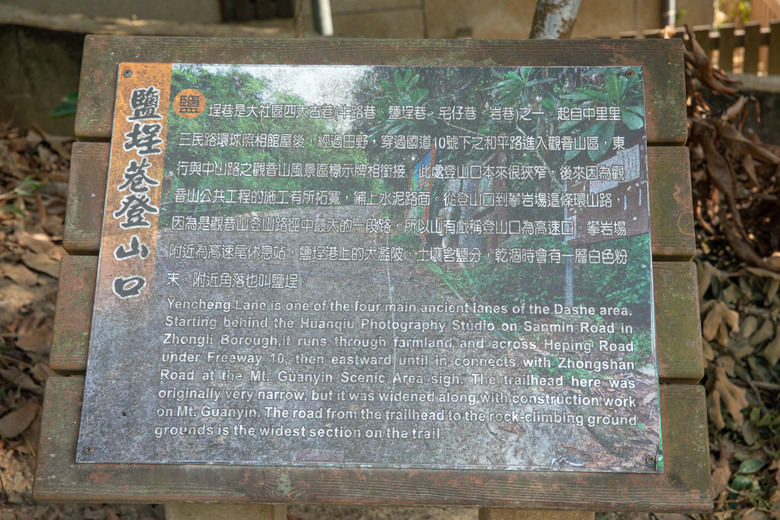 鹽埕巷登山口
鹽埕巷是大社區四大古巷(牛路巷、鹽埕巷、毛仔巷、岩巷)之一，起自中里里
三民路環球照相館屋後，經過田野，穿過國道10號下之和平路進入觀音山區，東
行與中山路之觀音山風景區標示牌相銜接，此處登山口本來很狹窄，後來因為觀
音山公共工程的施工有所拓寬，鋪上水泥路面，從登山口到攀岩場這條環山路，
因為是觀音山登山路徑中最大的一段路，所以山有戲稱登山口為高速口，攀岩場
附近為高速尾休息站，鹽埕港上的大濫陂，土壤含鹽分，乾涸時會有一層白色粉
末，附近角落也叫鹽埕
Yencheng Lane is one of the four main ancient lanes of the Dashe area.
Starting behind the Huanqiu Photography Studio on Sanmin Road in
Zhongli Borough,it runs through farmland and across Heping Road
under Freeway 10, then eastward until in connects with Zhongshan
Road at the Mt. Guanyin Scenic Area sigh. The trailhead here was
originally very narrow, but it was widened along with construction work
on Mt. Guanyin. The road from the trailhead to the rock-climbing ground
grounds is the widest section on the trail.